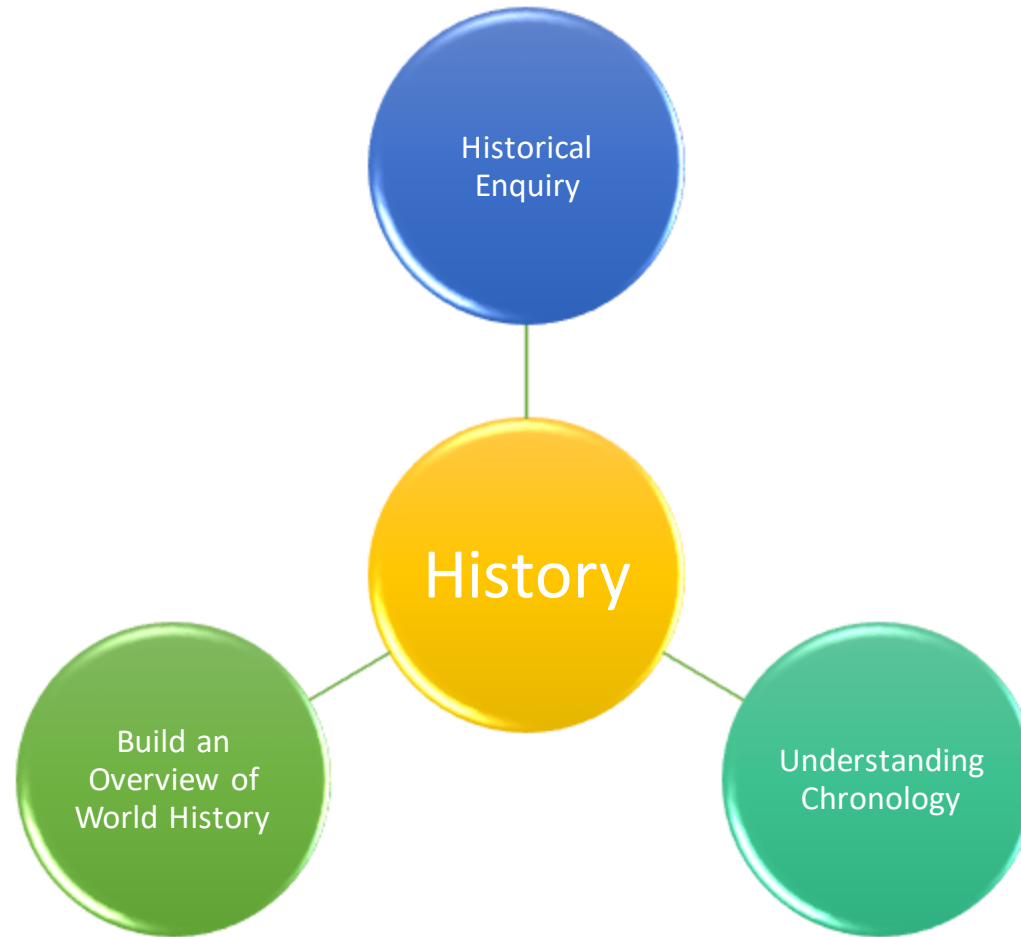 Historical
Enquiry
History
Build an
Overview of
World History
Understanding
Chronology